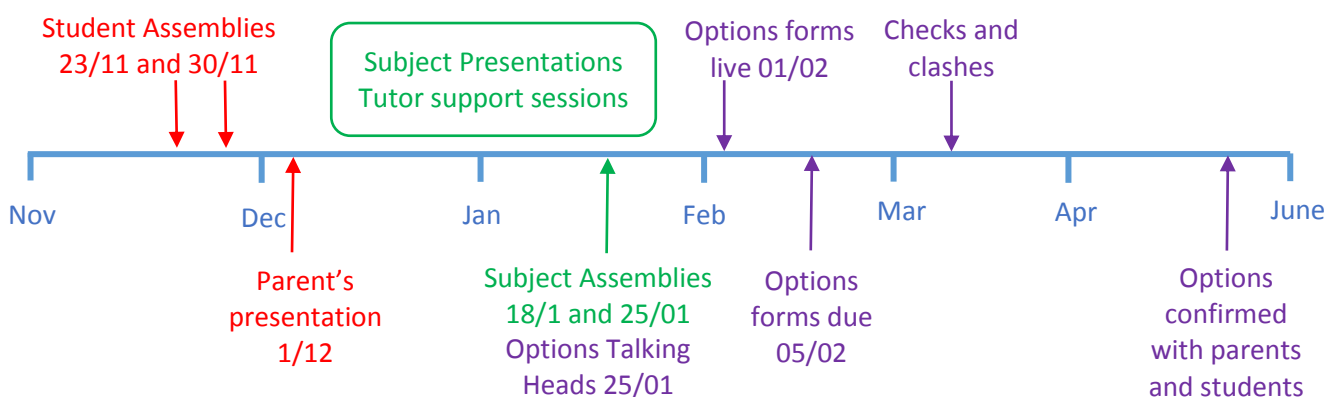 Student Assemblies
23/11 and 30/11
Subject Presentations
Tutor support sessions
Options forms
live 01/02
Checks and
clashes
Nov
Dec
Jan
Feb
Mar
Apr
June
Parent’s
presentation
1/12
Subject Assemblies
18/1 and 25/01
Options Talking
Heads 25/01
Options
forms due
05/02
Options
confirmed
with parents
and students